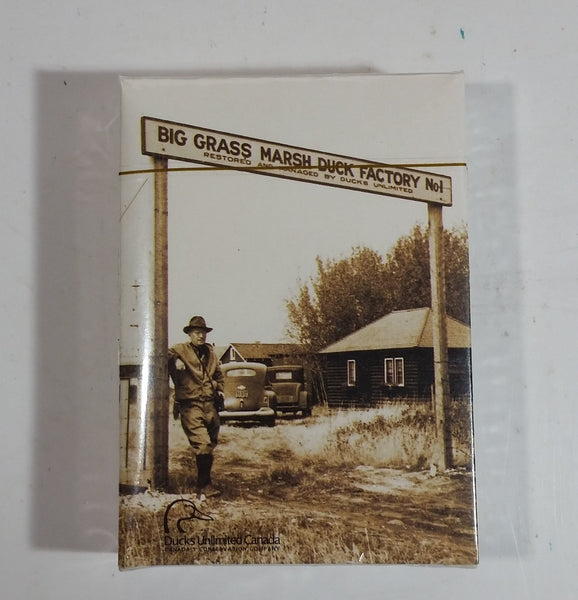 BIG GRASS MARSH DUCK FACTORY No1
RESTORED AND MANAGED BY DUCKS UNLIMITED
Ducks Unlimited Canada
CANADA'S CONSERVATION COMPANY